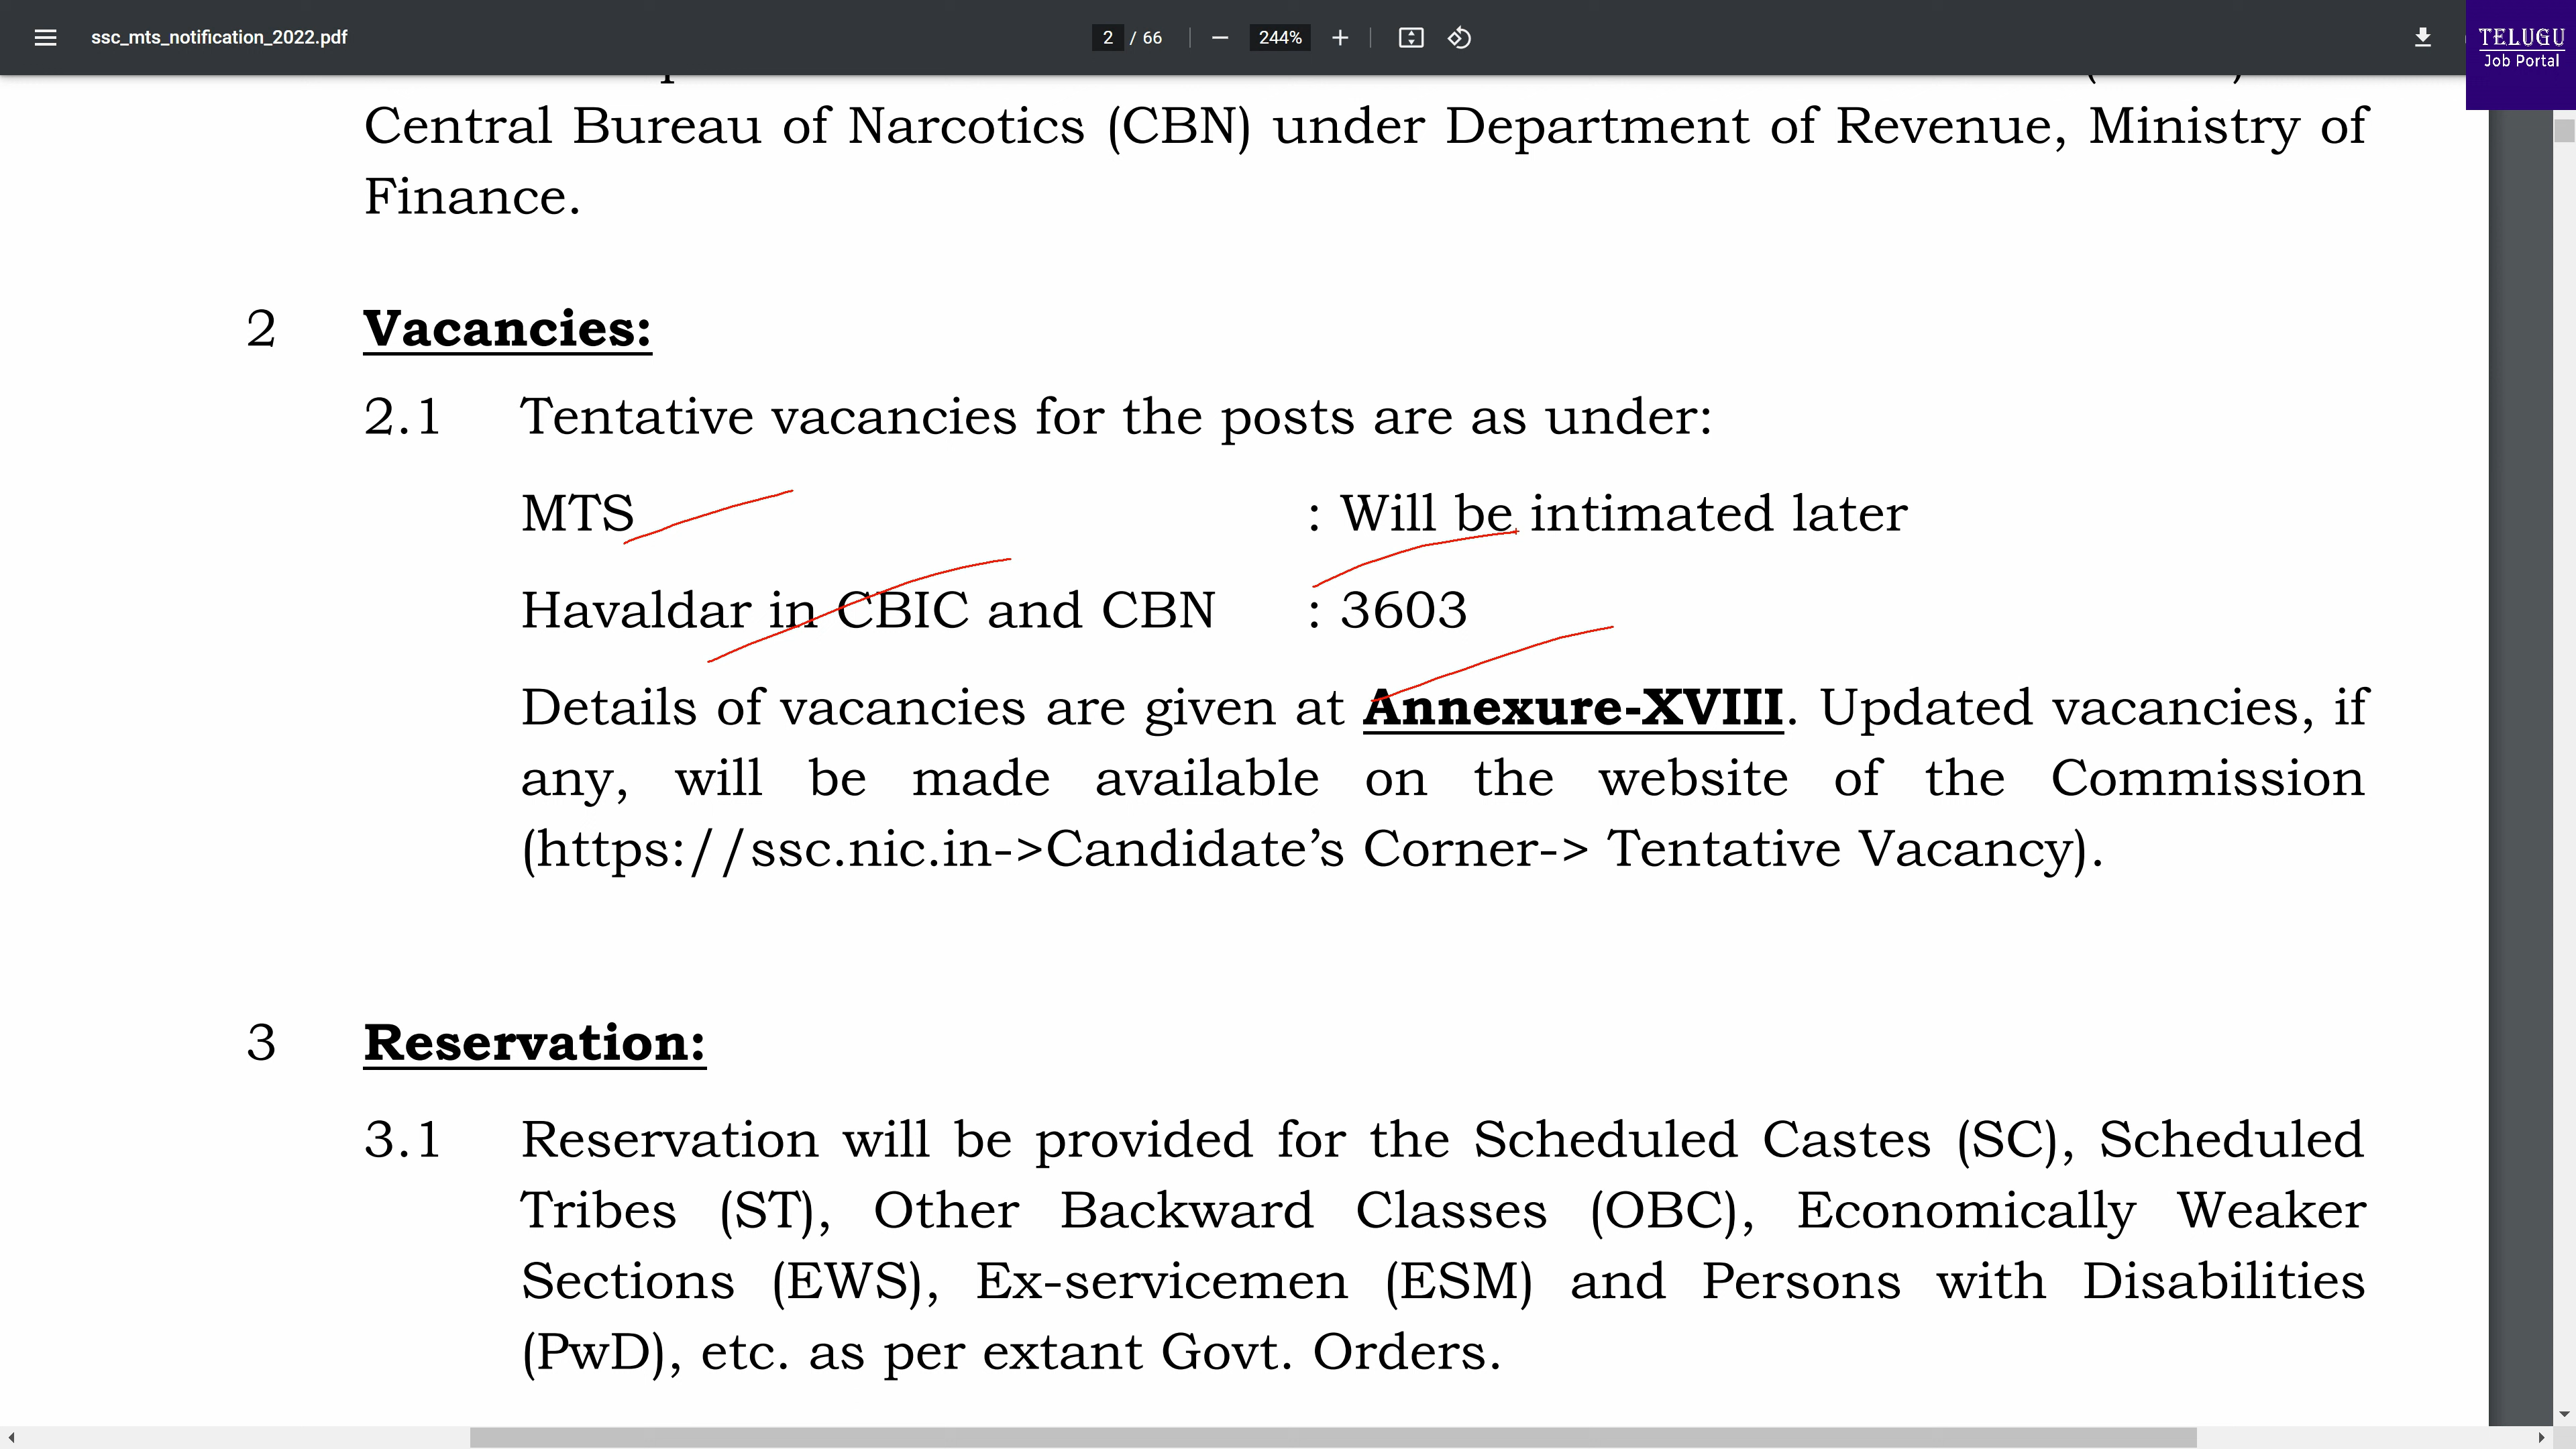 ssc_mts_notification_2022.pdf
2 / 66
244%
TELUGU
Job Portal
Central Bureau of Narcotics (CBN) under Department of Revenue, Ministry of
Finance.
2 Vacancies:
2.1 Tentative vacancies for the posts are as under:
MTS : Will be intimated later
Havaldar in CBIC and CBN : 3603
Details of vacancies are given at Annexure-XVIII. Updated vacancies, if
any, will be made available on the website of the Commission
(https://ssc.nic.in->Candidate’s Corner-> Tentative Vacancy).
3 Reservation:
3.1 Reservation will be provided for the Scheduled Castes (SC), Scheduled
Tribes (ST), Other Backward Classes (OBC), Economically Weaker
Sections (EWS), Ex-servicemen (ESM) and Persons with Disabilities
(PwD), etc. as per extant Govt. Orders.